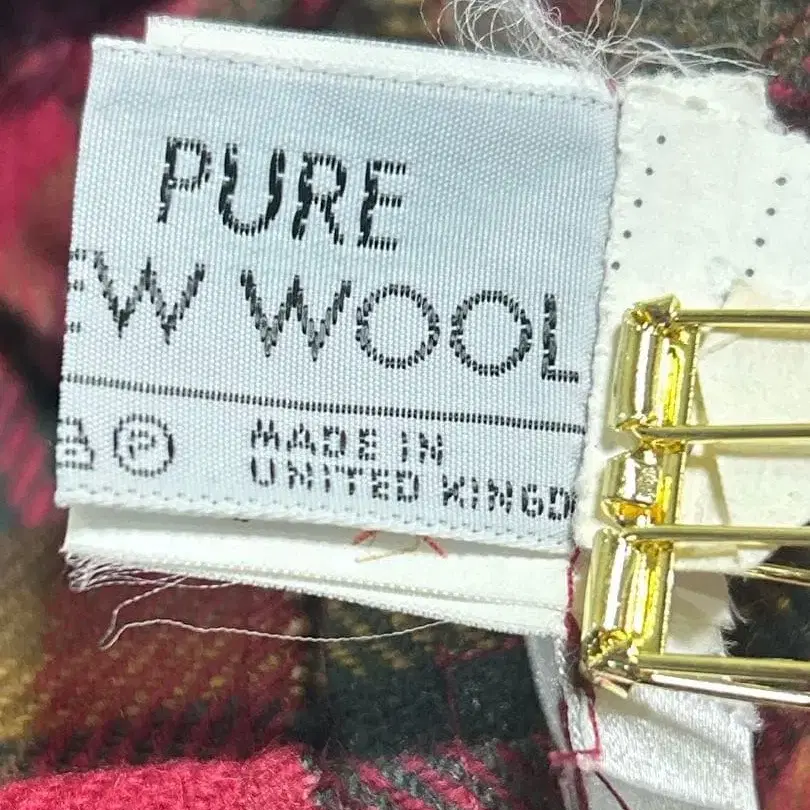 PURE
EW WOOL
B Ⓟ MADE IN
UNITED KINGD